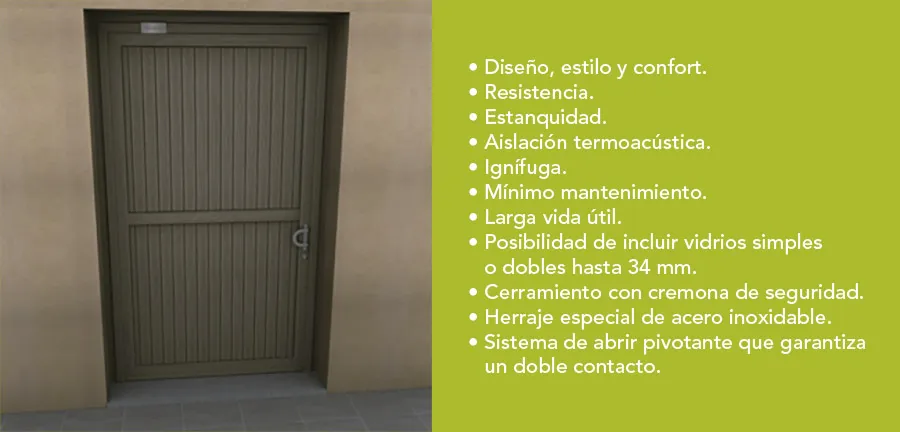 • Diseño, estilo y confort.
• Resistencia.
• Estanquidad.
• Aislación termoacústica.
• Ignífuga.
• Mínimo mantenimiento.
• Larga vida útil.
• Posibilidad de incluir vidrios simples
o dobles hasta 34 mm.
• Cerramiento con cremona de seguridad.
• Herraje especial de acero inoxidable.
• Sistema de abrir pivotante que garantiza
un doble contacto.